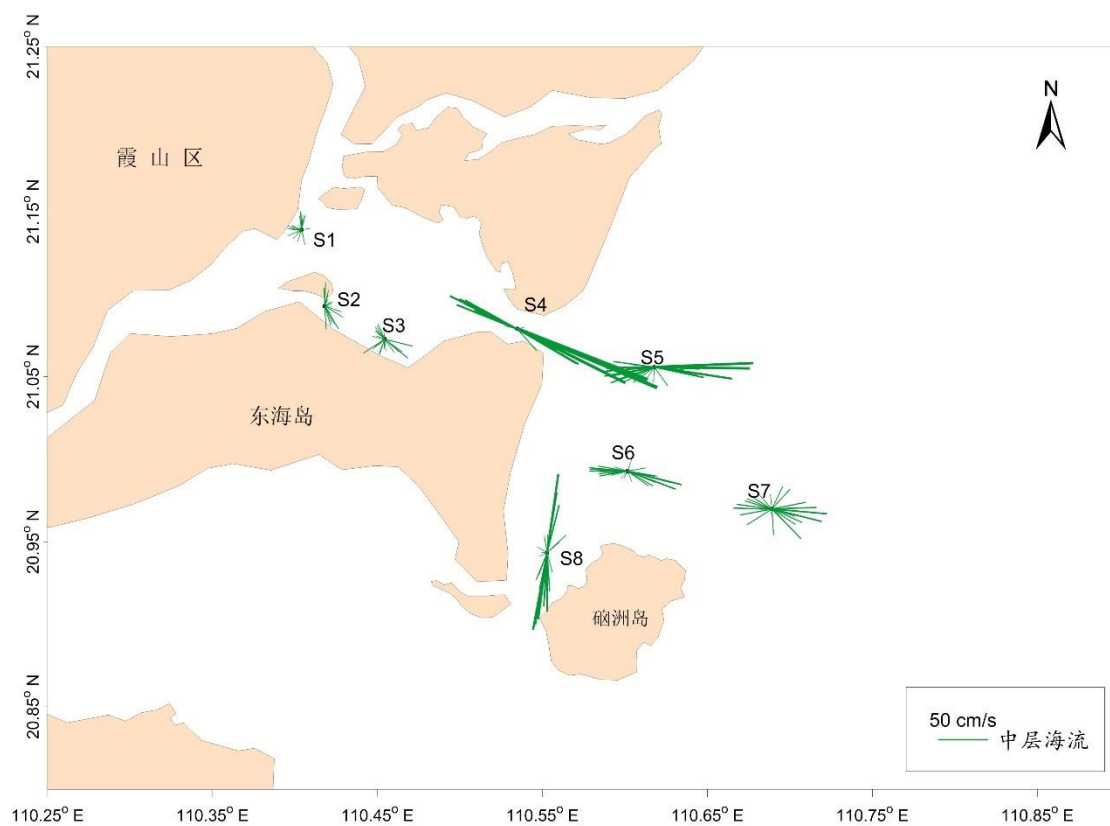 21.25° N
N
霞山区
21.15° N
S1
S2
S3
S4
S5
21.05° N
东海岛
S6
S7
20.95° N
S8
硇洲岛
20.85° N
50 cm/s
中层海流
110.25° E
110.35° E
110.45° E
110.55° E
110.65° E
110.75° E
110.85° E